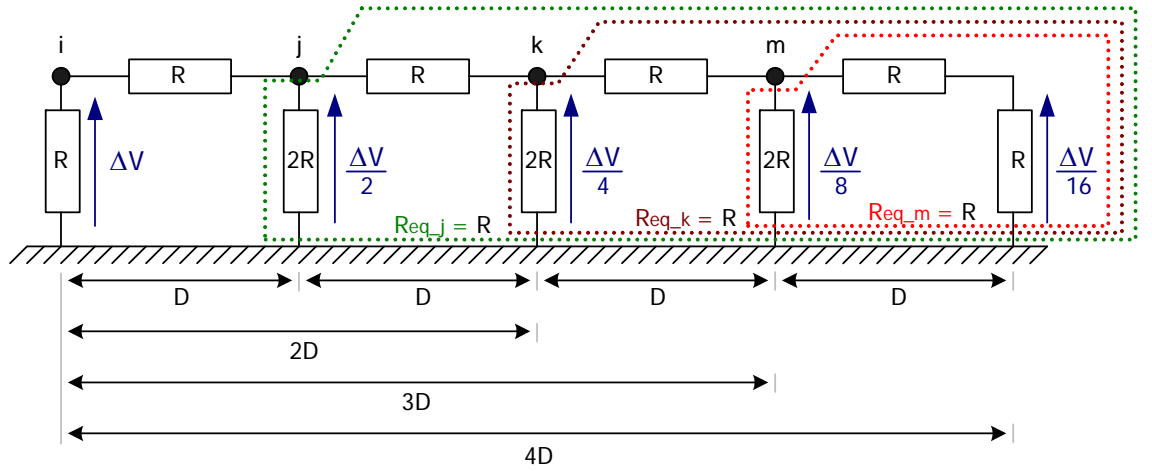 i j k m
R R R R
R ΔV 2R ΔV/2 2R ΔV/4 2R ΔV/8 R ΔV/16
Req_j = R Req_k = R Req_m = R
D D D D
2D
3D
4D